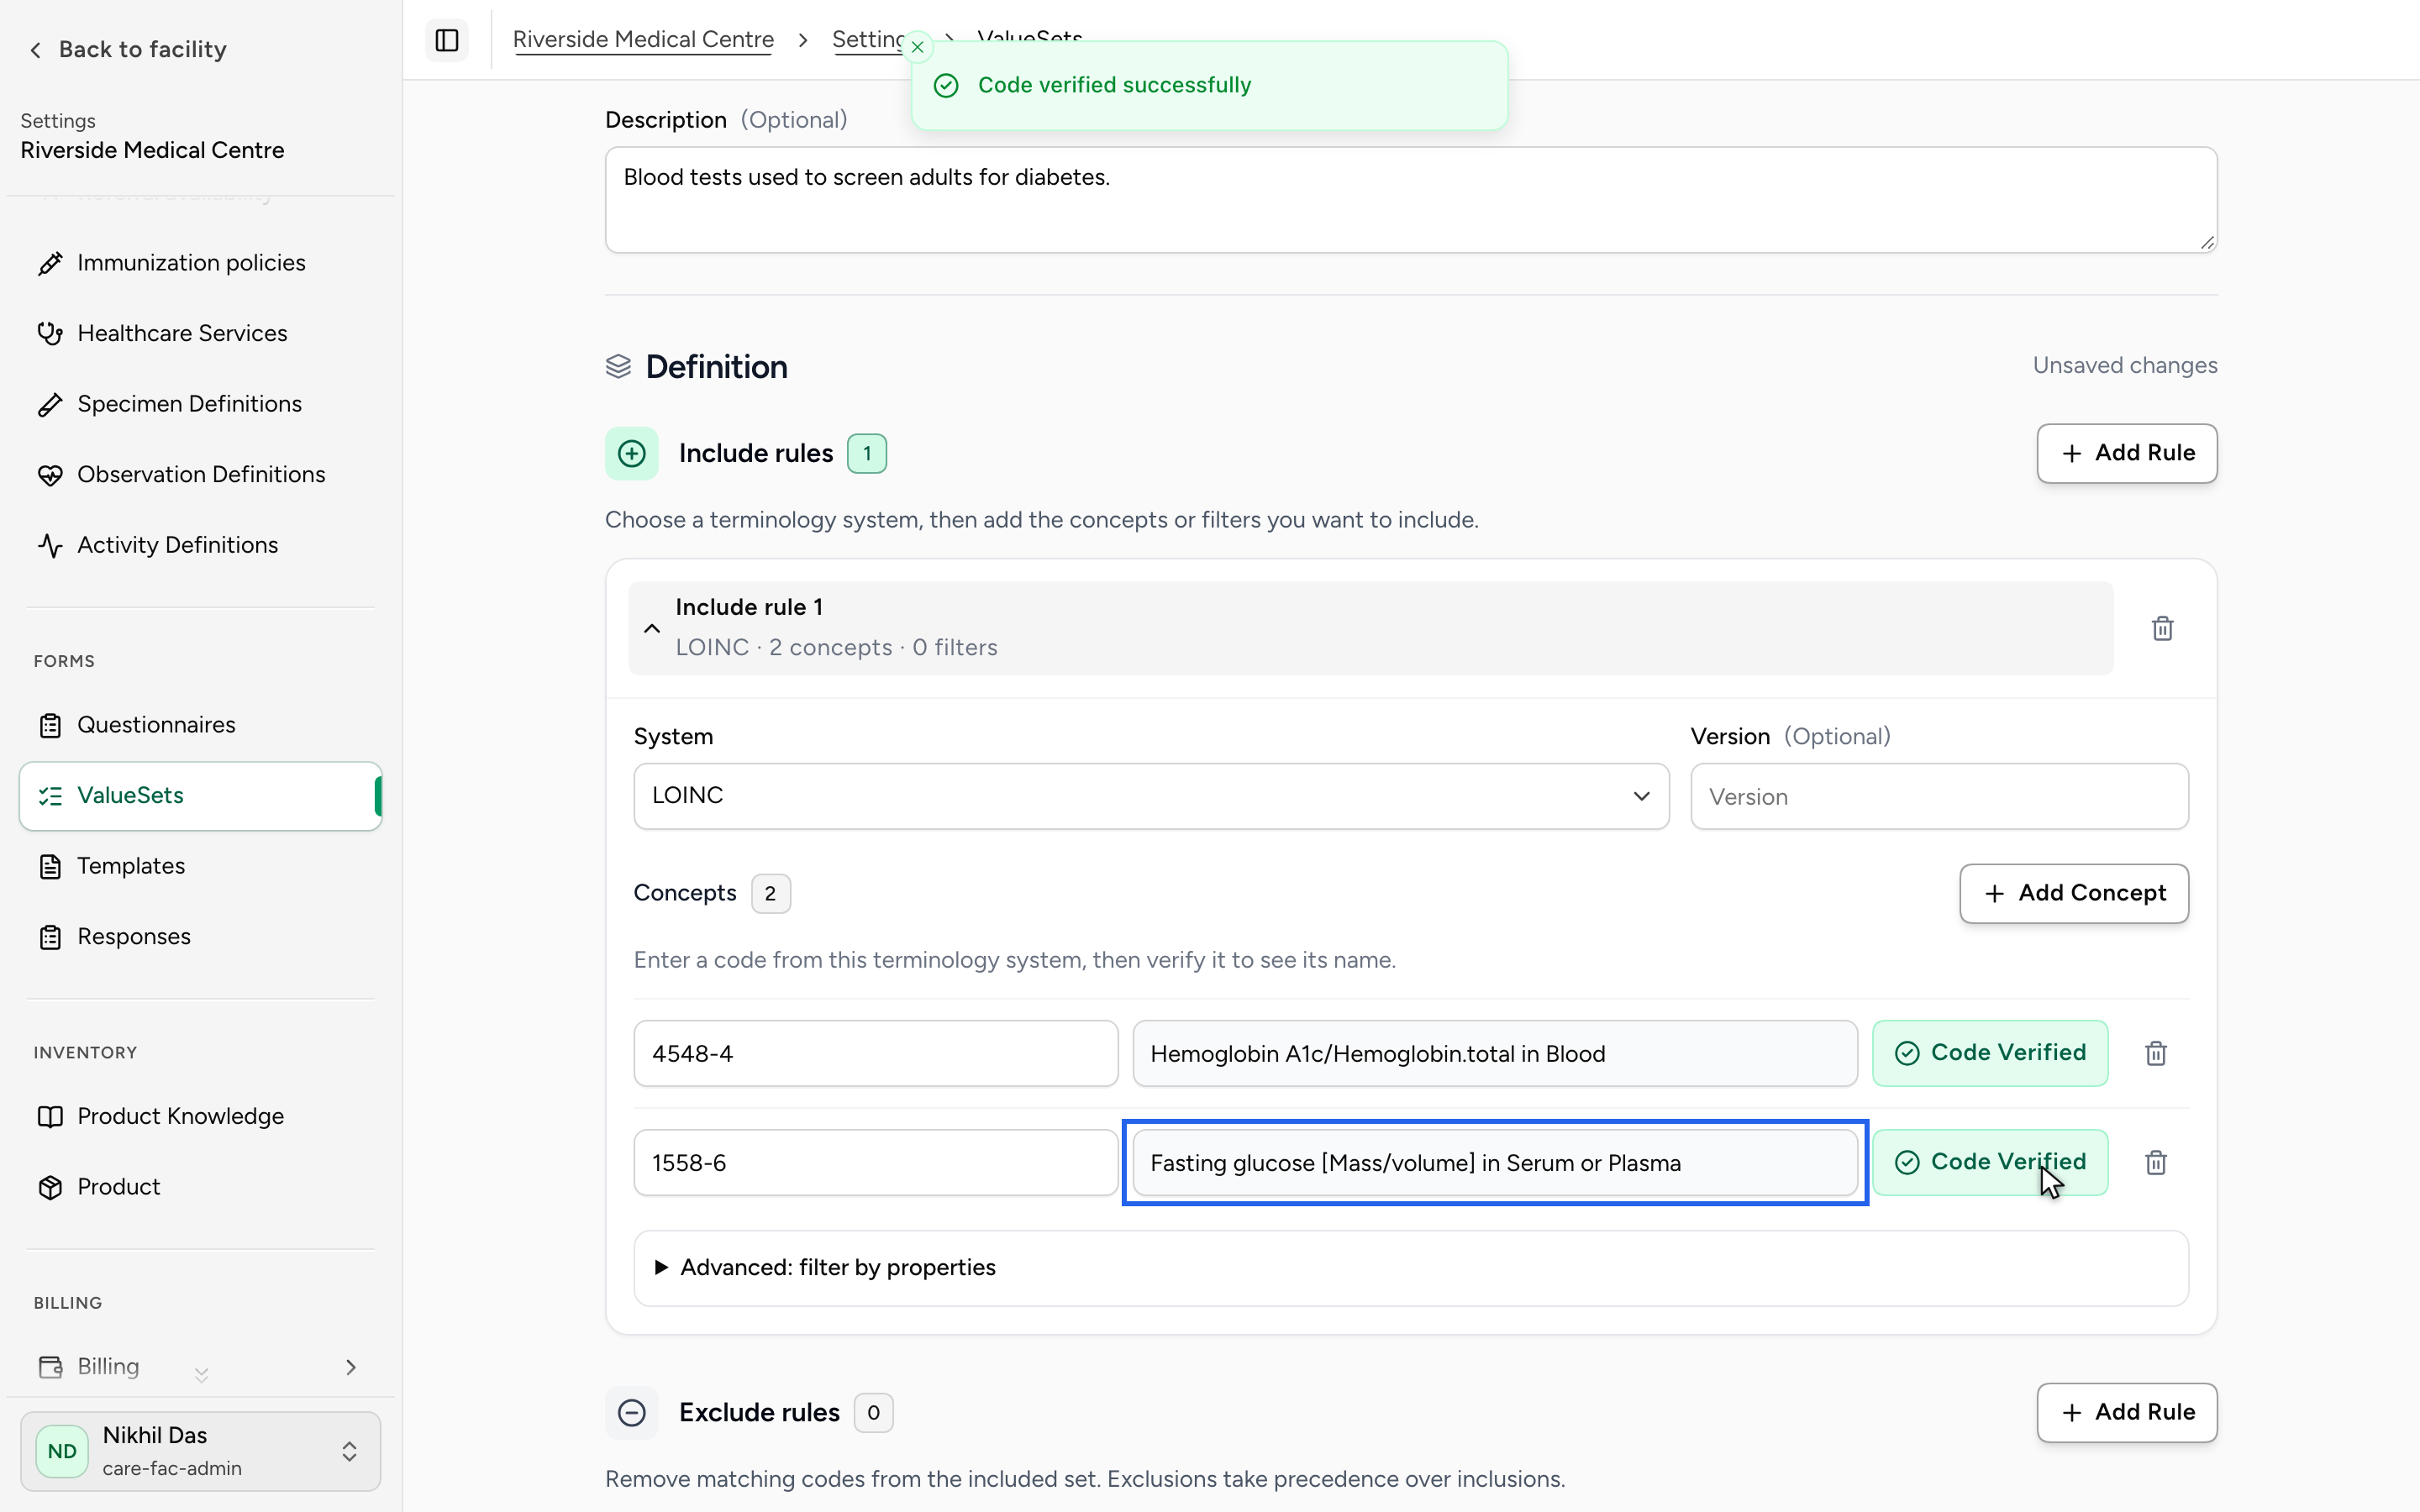 Back to facility
Settings
Riverside Medical Centre
Immunization policies
Healthcare Services
Specimen Definitions
Observation Definitions
Activity Definitions
FORMS
Questionnaires
ValueSets
Templates
Responses
INVENTORY
Product Knowledge
Product
BILLING
Billing
ND
Nikhil Das
care-fac-admin
Riverside Medical Centre > Setting > ValueSets
Code verified successfully
Description (Optional)
Blood tests used to screen adults for diabetes.
Definition
Unsaved changes
Include rules 1
+ Add Rule
Choose a terminology system, then add the concepts or filters you want to include.
Include rule 1
LOINC · 2 concepts · 0 filters
System
Version (Optional)
LOINC
Version
Concepts 2
+ Add Concept
Enter a code from this terminology system, then verify it to see its name.
4548-4
Hemoglobin A1c/Hemoglobin.total in Blood
Code Verified
1558-6
Fasting glucose [Mass/volume] in Serum or Plasma
Code Verified
Advanced: filter by properties
Exclude rules 0
+ Add Rule
Remove matching codes from the included set. Exclusions take precedence over inclusions.